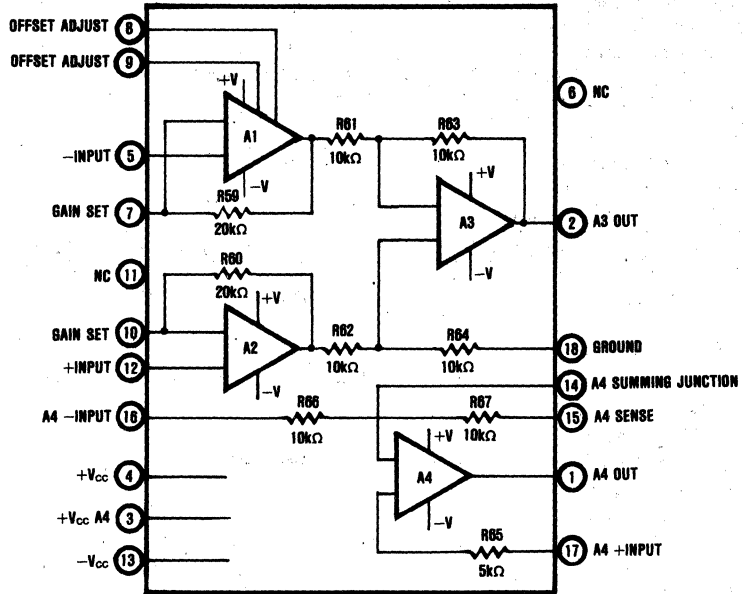 OFFSET ADJUST 8
OFFSET ADJUST 9
+V
6 NC
A1
R61
10kΩ
R63
10kΩ
−INPUT 5
−V
+V
R59
20kΩ
GAIN SET 7
A3
2 A3 OUT
NC 11
R60
20kΩ
−V
+V
GAIN SET 10
A2
R62
10kΩ
R64
10kΩ
18 GROUND
+INPUT 12
−V
14 A4 SUMMING JUNCTION
A4 −INPUT 16
R66
10kΩ
R67
10kΩ
15 A4 SENSE
+V
+VCC 4
A4
1 A4 OUT
+VCC A4 3
−V
R65
5kΩ
17 A4 +INPUT
−VCC 13